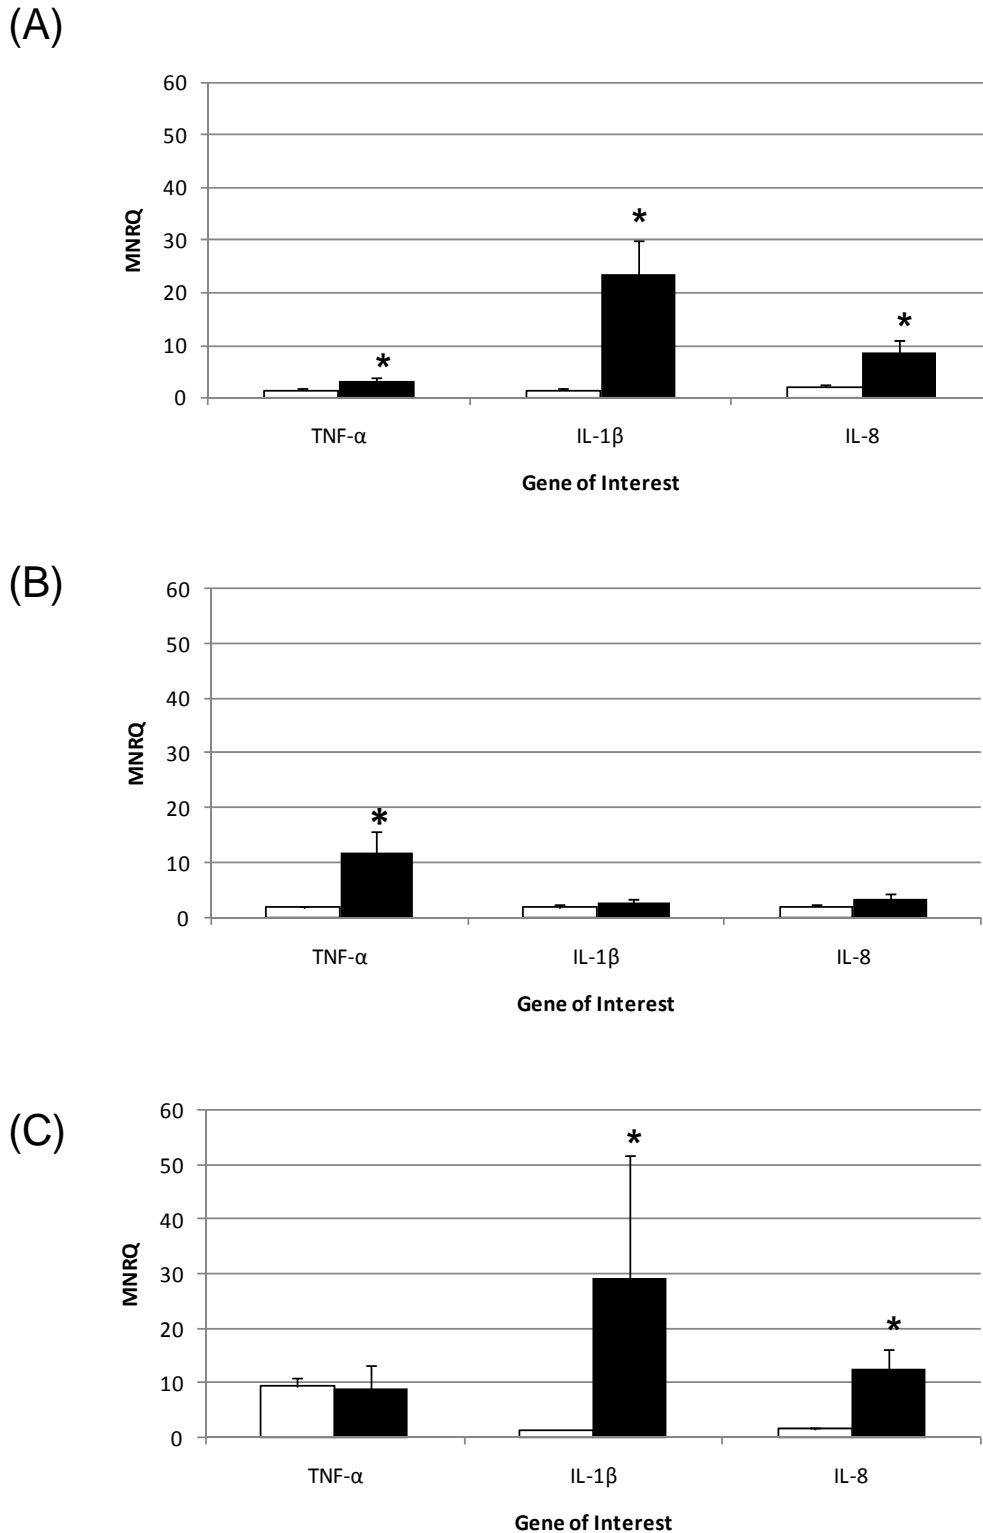 (A)
60
50
40
30
20
10
0
MNRQ
*
*
*
TNF-α IL-1β IL-8
Gene of Interest
(B)
60
50
40
30
20
10
0
MNRQ
*
TNF-α IL-1β IL-8
Gene of Interest
(C)
60
50
40
30
20
10
0
MNRQ
*
*
TNF-α IL-1β IL-8
Gene of Interest